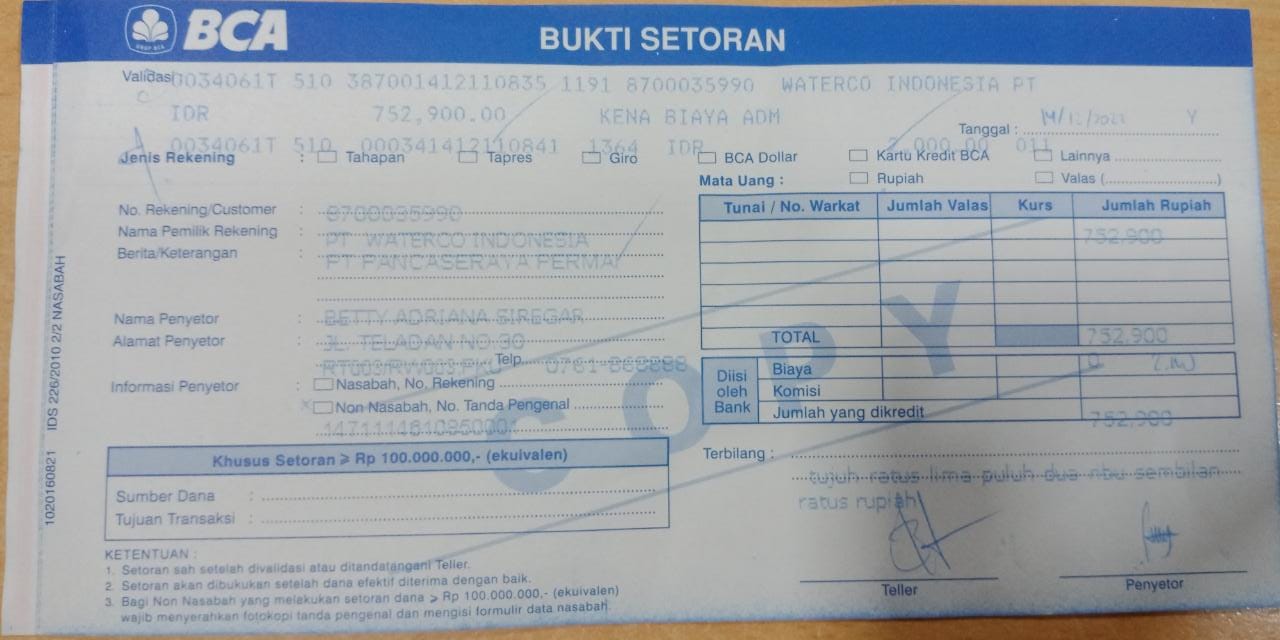 BCA
GRUP BCA
BUKTI SETORAN
Validasi 0034061T 510 387001412110835 1191 8700035990 WATERCO INDONESIA PT
IDR 752,900.00 KENA BIAYA ADM
Tanggal : 14/12/2021 Y
0034061T 510 000341412110841 1364 IDR 2,000.00 011
Jenis Rekening : Tahapan Tapres Giro BCA Dollar Kartu Kredit BCA Lainnya
Mata Uang : Rupiah Valas (....................)
No. Rekening/Customer : 8700035990
Nama Pemilik Rekening : PT WATERCO INDONESIA
Berita/Keterangan : PT PANCASERAYA PERMAI
Nama Penyetor : BETTY ADRIANA SIREGAR
Alamat Penyetor : JL. TELADAN NO.30
RT003/RW003.PKU Telp. 0761-868888
Informasi Penyetor : Nasabah, No. Rekening
x Non Nasabah, No. Tanda Pengenal
1471114610850001
Khusus Setoran ≥ Rp 100.000.000,- (ekuivalen)
Sumber Dana :
Tujuan Transaksi :
KETENTUAN :
1. Setoran sah setelah divalidasi atau ditandatangani Teller.
2. Setoran akan dibukukan setelah dana efektif diterima dengan baik.
3. Bagi Non Nasabah yang melakukan setoran dana ≥ Rp 100.000.000,- (ekuivalen)
wajib menyerahkan fotokopi tanda pengenal dan mengisi formulir data nasabah.
Tunai / No. Warkat Jumlah Valas Kurs Jumlah Rupiah
752,900
TOTAL 752,900
Diisi oleh Bank
Biaya
Komisi
Jumlah yang dikredit 752,900
Terbilang :
tujuh ratus lima puluh dua ribu sembilan
ratus rupiah
Teller Penyetor
COPY
1020160821 IDS 2226/2010 2/2 NASABAH